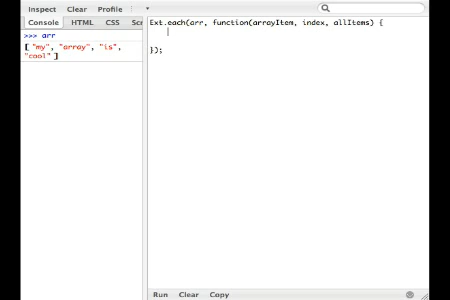 Inspect Clear Profile
Console HTML CSS Scr
>>> arr
["my", "array", "is",
"cool"]
Ext.each(arr, function(arrayItem, index, allItems) {
});
Run Clear Copy